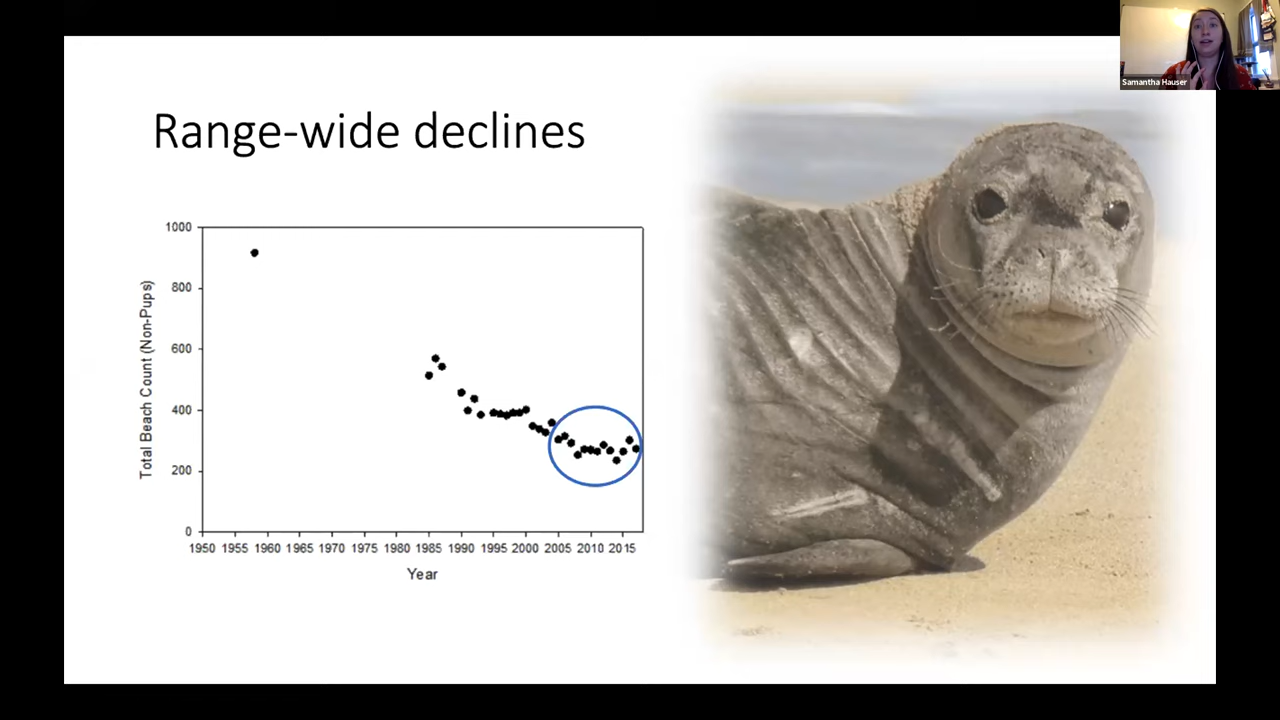 Samantha Hauser
Range-wide declines
1000
800
600
400
200
0
Total Beach Count (Non-Pups)
1950 1955 1960 1965 1970 1975 1980 1985 1990 1995 2000 2005 2010 2015
Year